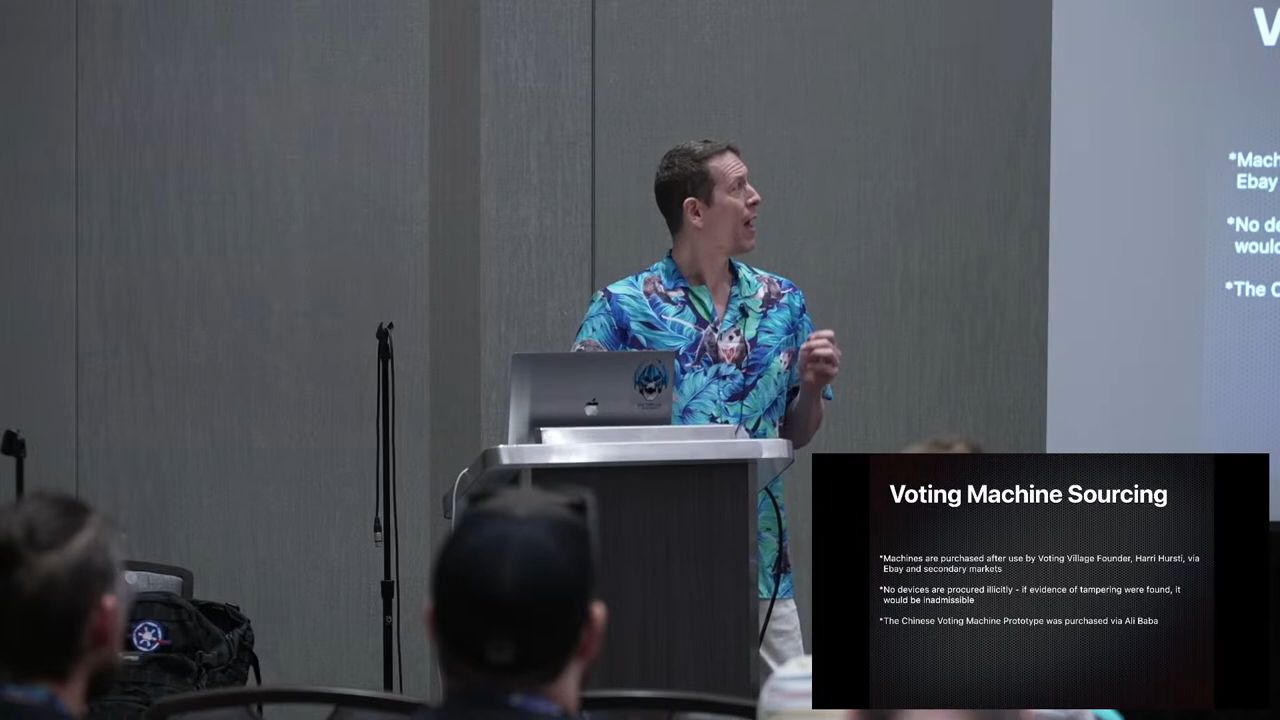 V
*Mach
Ebay
*No de
would
*The C
Voting Machine Sourcing
*Machines are purchased after use by Voting Village Founder, Harri Hursti, via
Ebay and secondary markets
*No devices are procured illicitly - if evidence of tampering were found, it
would be inadmissible
*The Chinese Voting Machine Prototype was purchased via Ali Baba